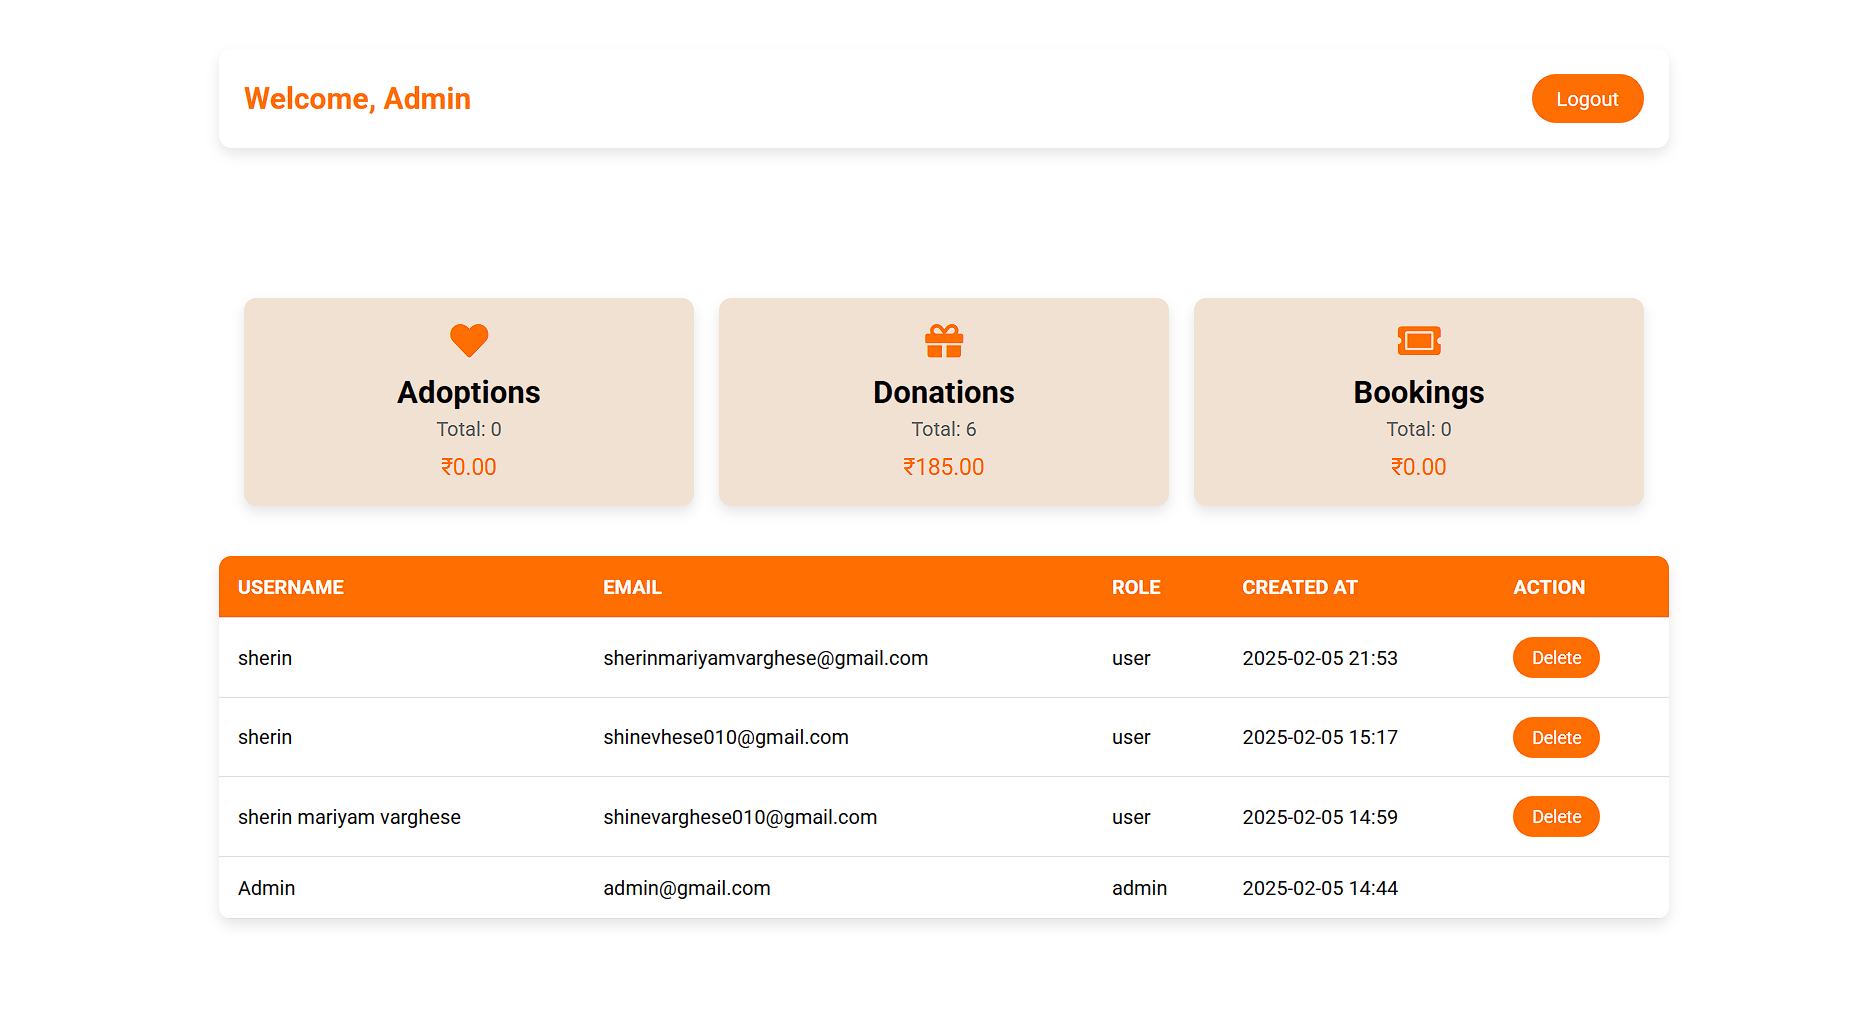 Welcome, Admin
Logout
Adoptions
Total: 0
₹0.00
Donations
Total: 6
₹185.00
Bookings
Total: 0
₹0.00
USERNAME EMAIL ROLE CREATED AT ACTION
sherin sherinmariyamvarghese@gmail.com user 2025-02-05 21:53 Delete
sherin shinevhese010@gmail.com user 2025-02-05 15:17 Delete
sherin mariyam varghese shinevarghese010@gmail.com user 2025-02-05 14:59 Delete
Admin admin@gmail.com admin 2025-02-05 14:44